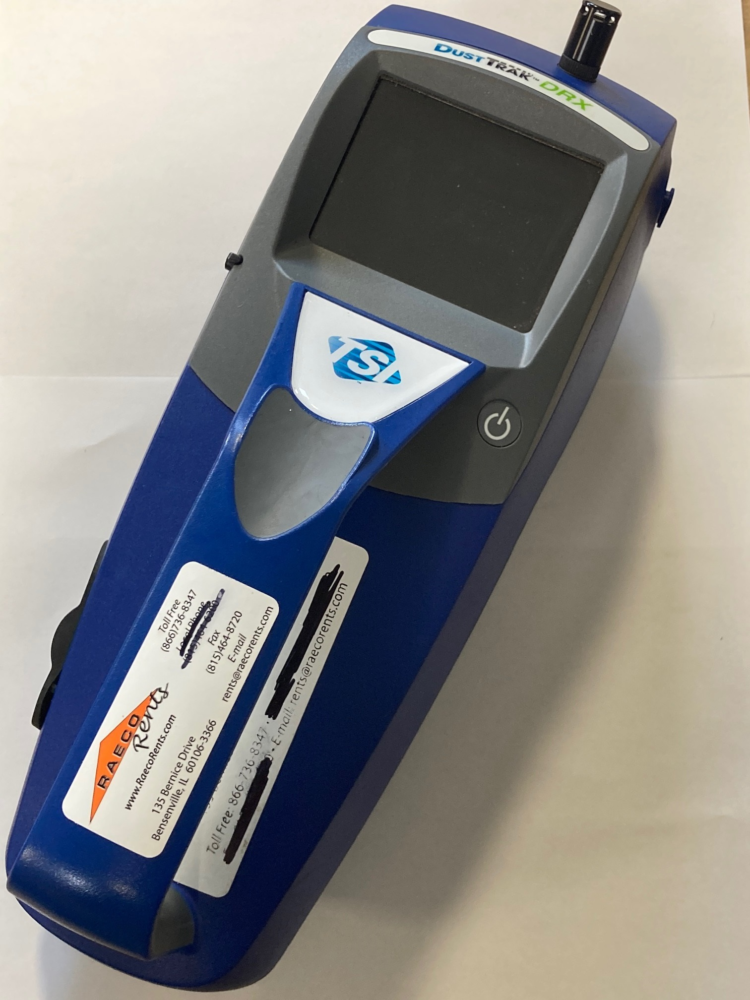 DUSTTRAK™ DRX
TSI
™
RAECO
Rents
www.RaecoRents.com
135 Bernice Drive
Bensenville, IL 60106-3366
Toll Free
(866)736-8347
Local Phone
Fax
(815)464-8720
E-mail
rents@raecorents.com
Toll Free: 866-736-8347 •
• E-mail: rents@raecorents.com